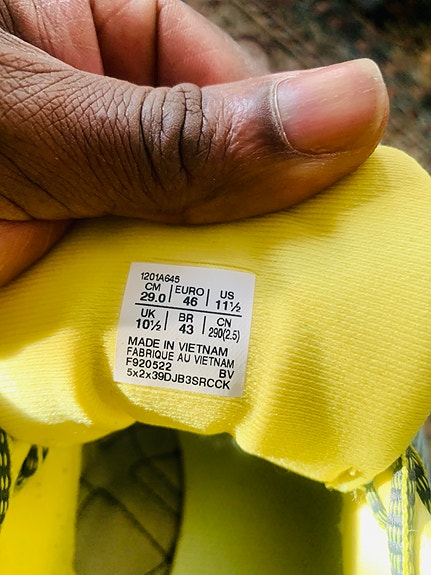 1201A645
CM EURO US
29.0 46 11½
UK BR CN
10½ 43 290(2.5)
MADE IN VIETNAM
FABRIQUE AU VIETNAM
F920522 BV
5x2x39DJB3SRCCK